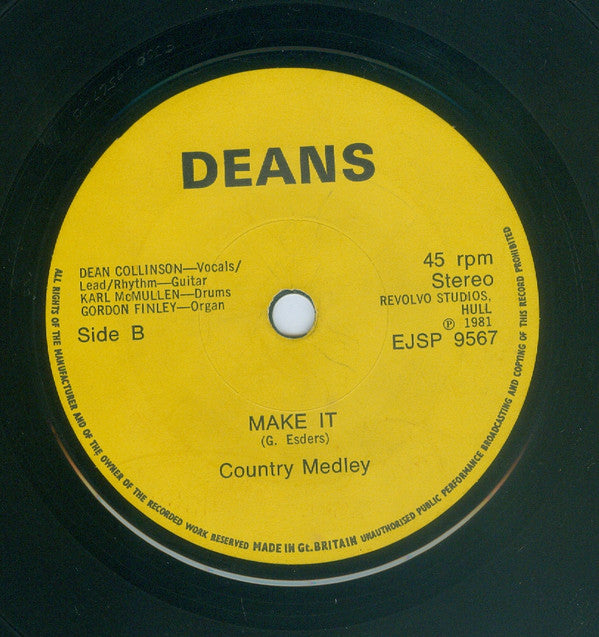 DEANS
DEAN COLLINSON—Vocals/
Lead/Rhythm—Guitar
KARL McMULLEN—Drums
GORDON FINLEY—Organ
Side B
45 rpm
Stereo
REVOLVO STUDIOS,
HULL
℗ 1981
EJSP 9567
MAKE IT
(G. Esders)
Country Medley
ALL RIGHTS OF THE MANUFACTURER AND OF THE OWNER OF THE RECORDED WORK RESERVED MADE IN Gt. BRITAIN UNAUTHORISED PUBLIC PERFORMANCE BROADCASTING AND COPYING OF THIS RECORD PROHIBITED